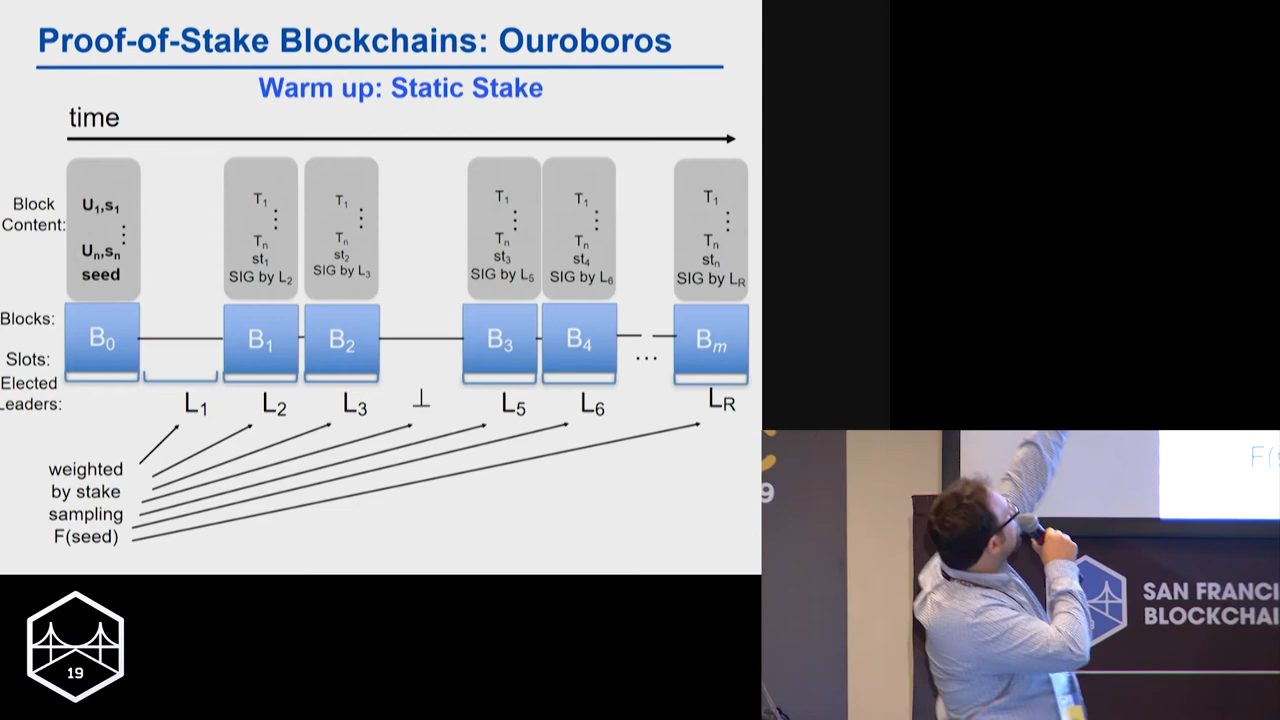 Proof-of-Stake Blockchains: Ouroboros
Warm up: Static Stake
time
Block
Content:
U₁,s₁
⋮
Uₙ,sₙ
seed
T₁
⋮
Tₙ
st₁
SIG by L₂
T₁
⋮
Tₙ
st₂
SIG by L₃
T₁
⋮
Tₙ
st₃
SIG by L₅
T₁
⋮
Tₙ
st₄
SIG by L₆
T₁
⋮
Tₙ
stₙ
SIG by L_R
Blocks:
B₀ B₁ B₂ B₃ B₄ ... Bₘ
Slots:
Elected
Leaders:
L₁ L₂ L₃ ⊥ L₅ L₆ L_R
weighted
by stake
sampling
F(seed)
19
9
F(
SAN FRANCI
BLOCKCHAI